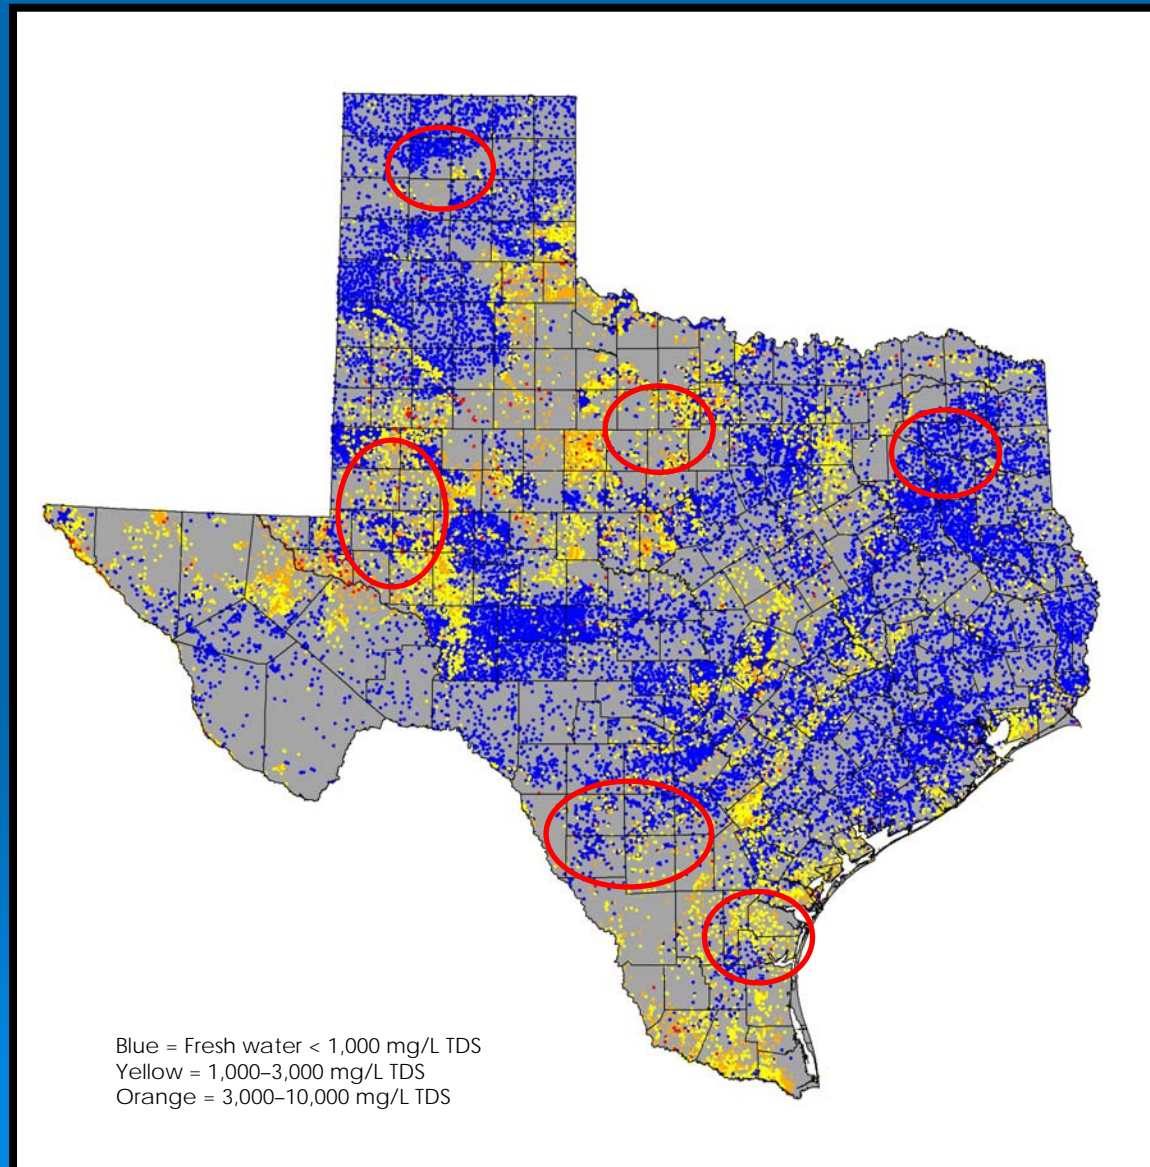 Blue = Fresh water < 1,000 mg/L TDS
Yellow = 1,000–3,000 mg/L TDS
Orange = 3,000–10,000 mg/L TDS